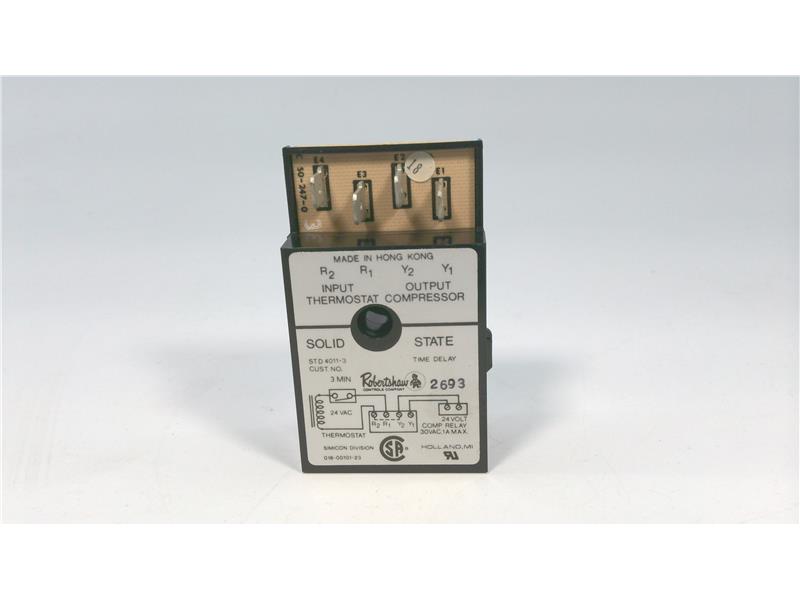 E4 E3 E2 E1
18
C 50-247-0
MADE IN HONG KONG
R2 R1 Y2 Y1
INPUT OUTPUT
THERMOSTAT COMPRESSOR
SOLID STATE
STD 4011-3 TIME DELAY
CUST NO.
3 MIN Robertshaw 2693
CONTROLS COMPANY
24 VAC
R2 R1 Y2 Y1
24 VOLT
COMP RELAY
30VAC, 1A MAX.
THERMOSTAT
SIMICON DIVISION
018-00101-23
SA
HOLLAND, MI